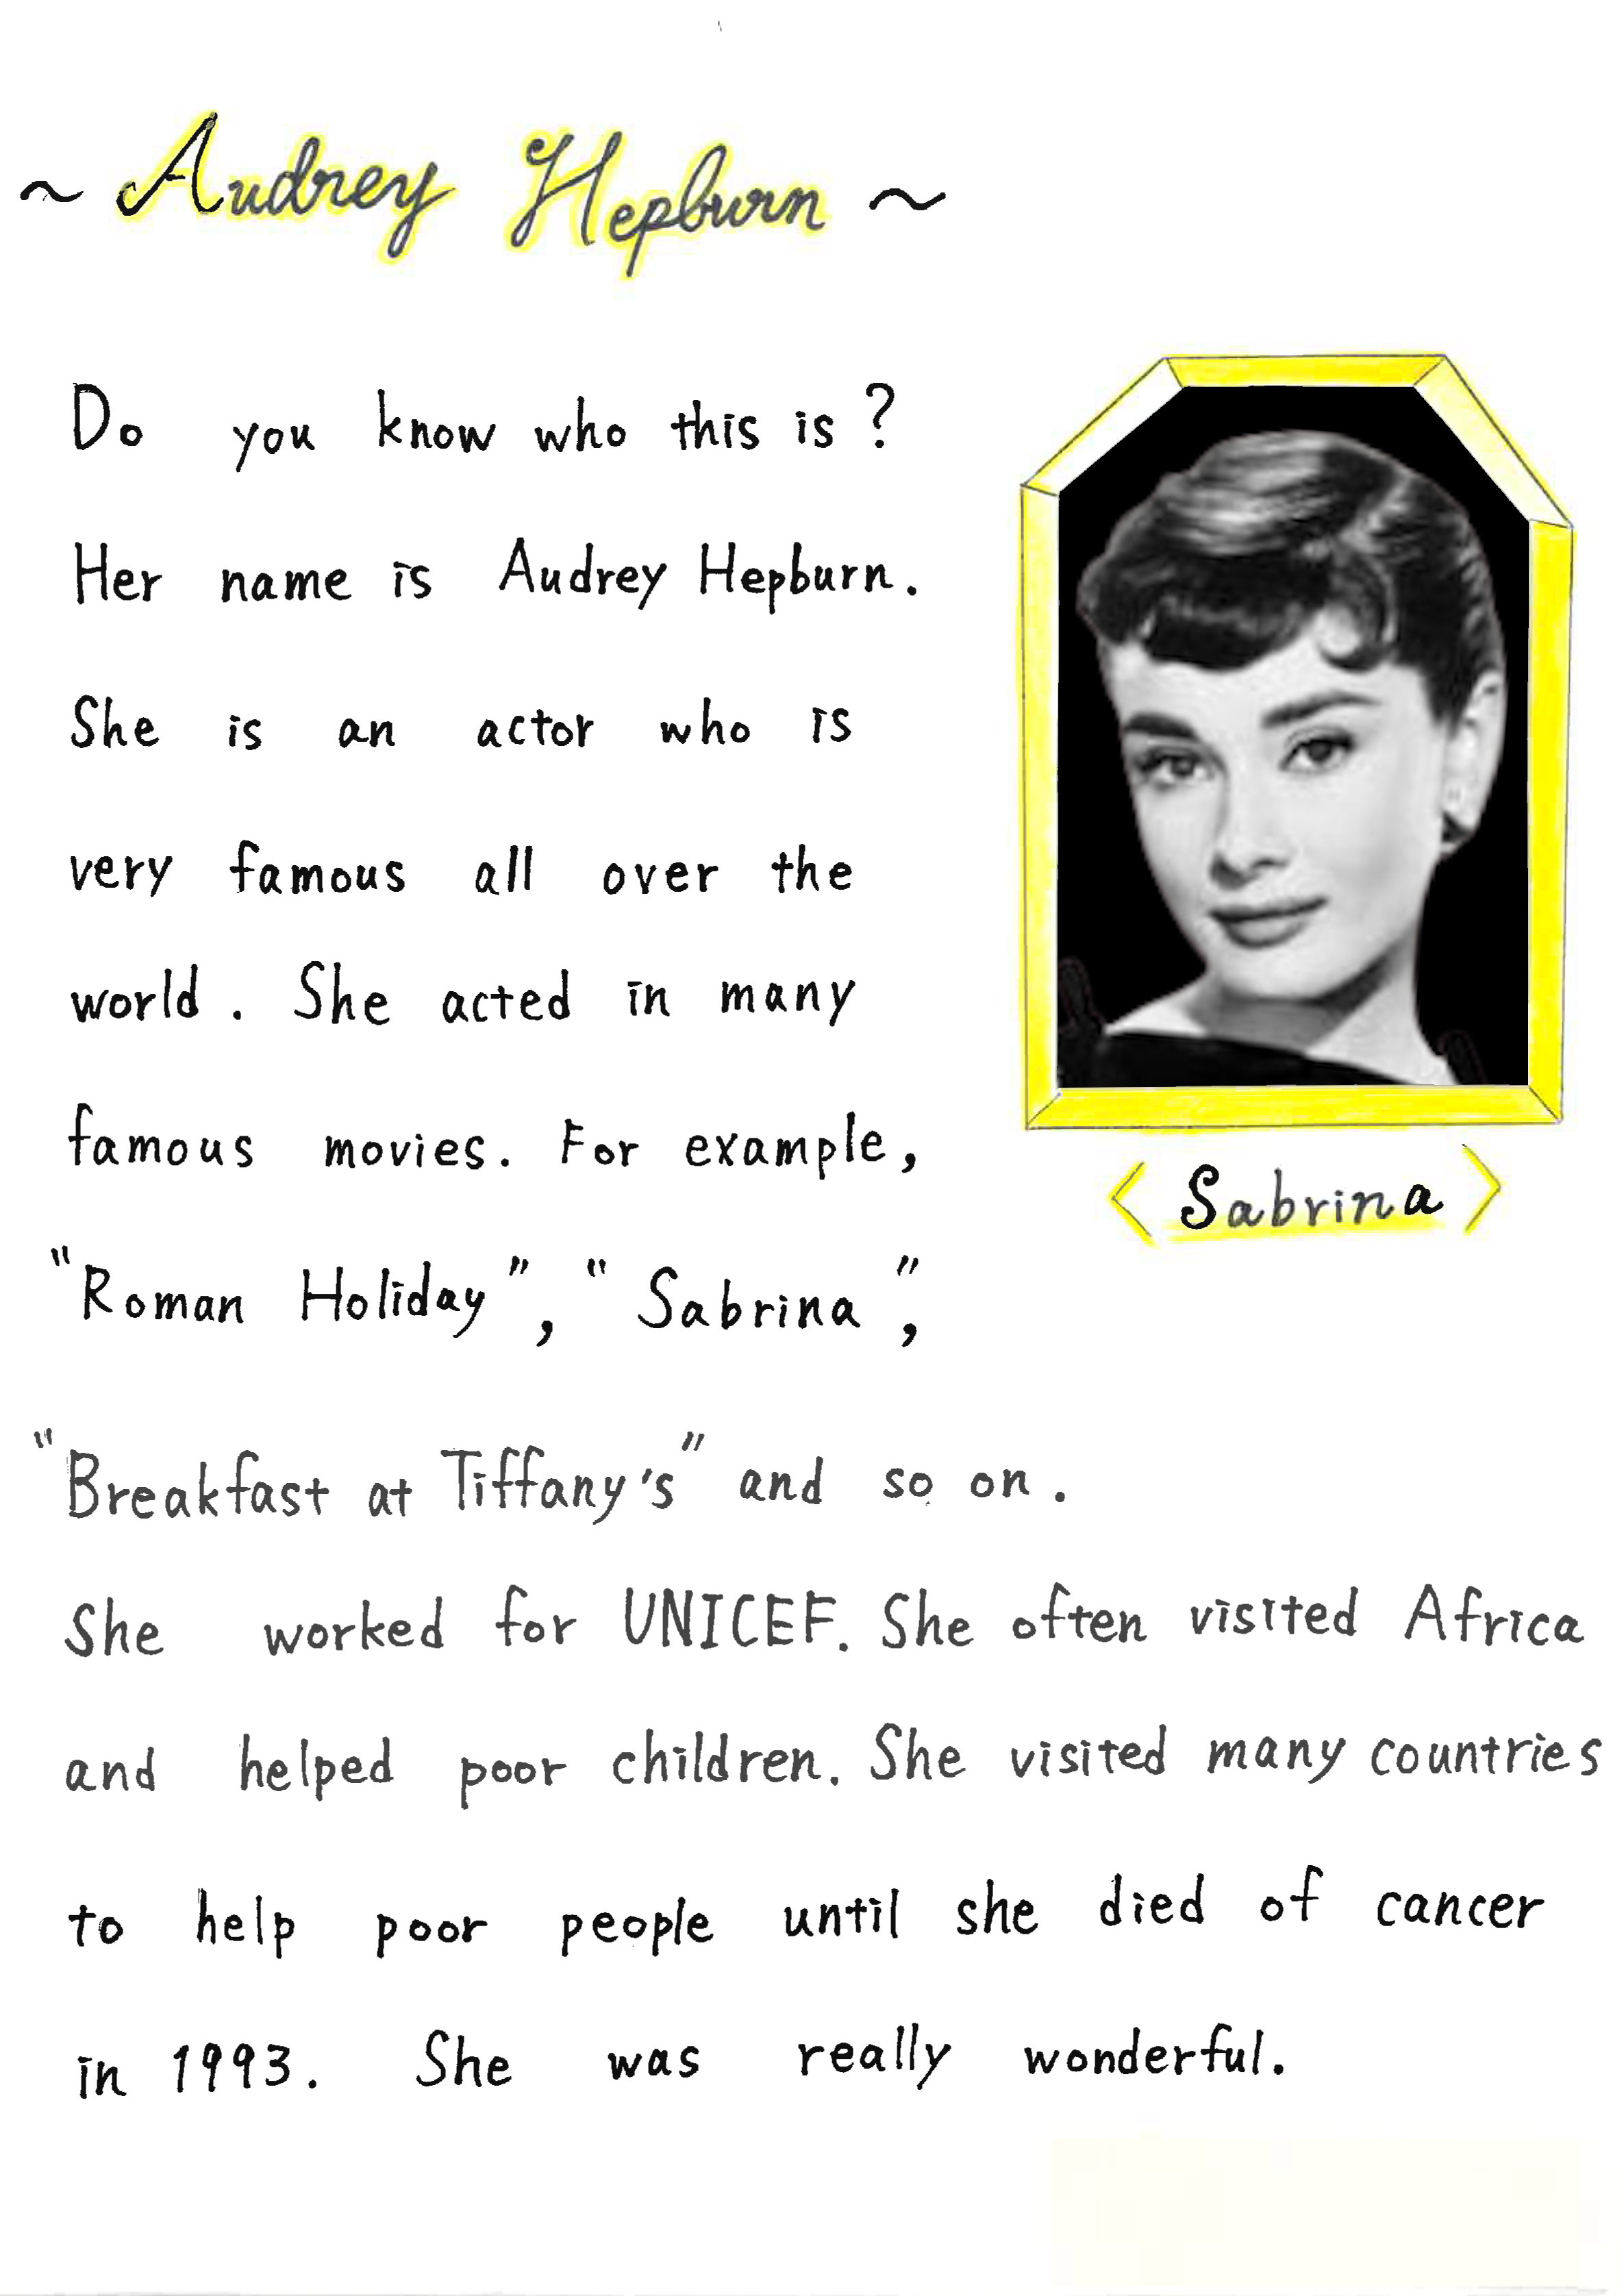 ~ Audrey Hepburn ~
Do you know who this is?
Her name is Audrey Hepburn.
She is an actor who is
very famous all over the
world. She acted in many
famous movies. For example,
"Roman Holiday", "Sabrina",
"Breakfast at Tiffany's" and so on.
She worked for UNICEF. She often visited Africa
and helped poor children. She visited many countries
to help poor people until she died of cancer
in 1993. She was really wonderful.
< Sabrina >